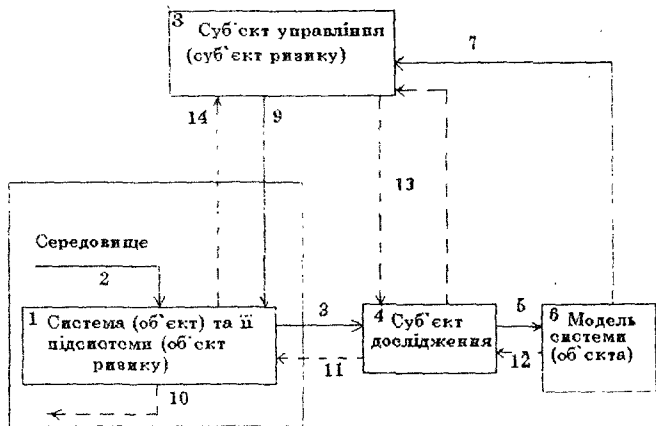 3 Суб`єкт управління
(суб`єкт ризику)
7
14
9
13
Середовище
2
1 Система (об`єкт) та її
підсистеми (об`єкт
ризику)
3
4 Суб`єкт
дослідження
5
6 Модель
системи
(об`єкта)
11
12
10